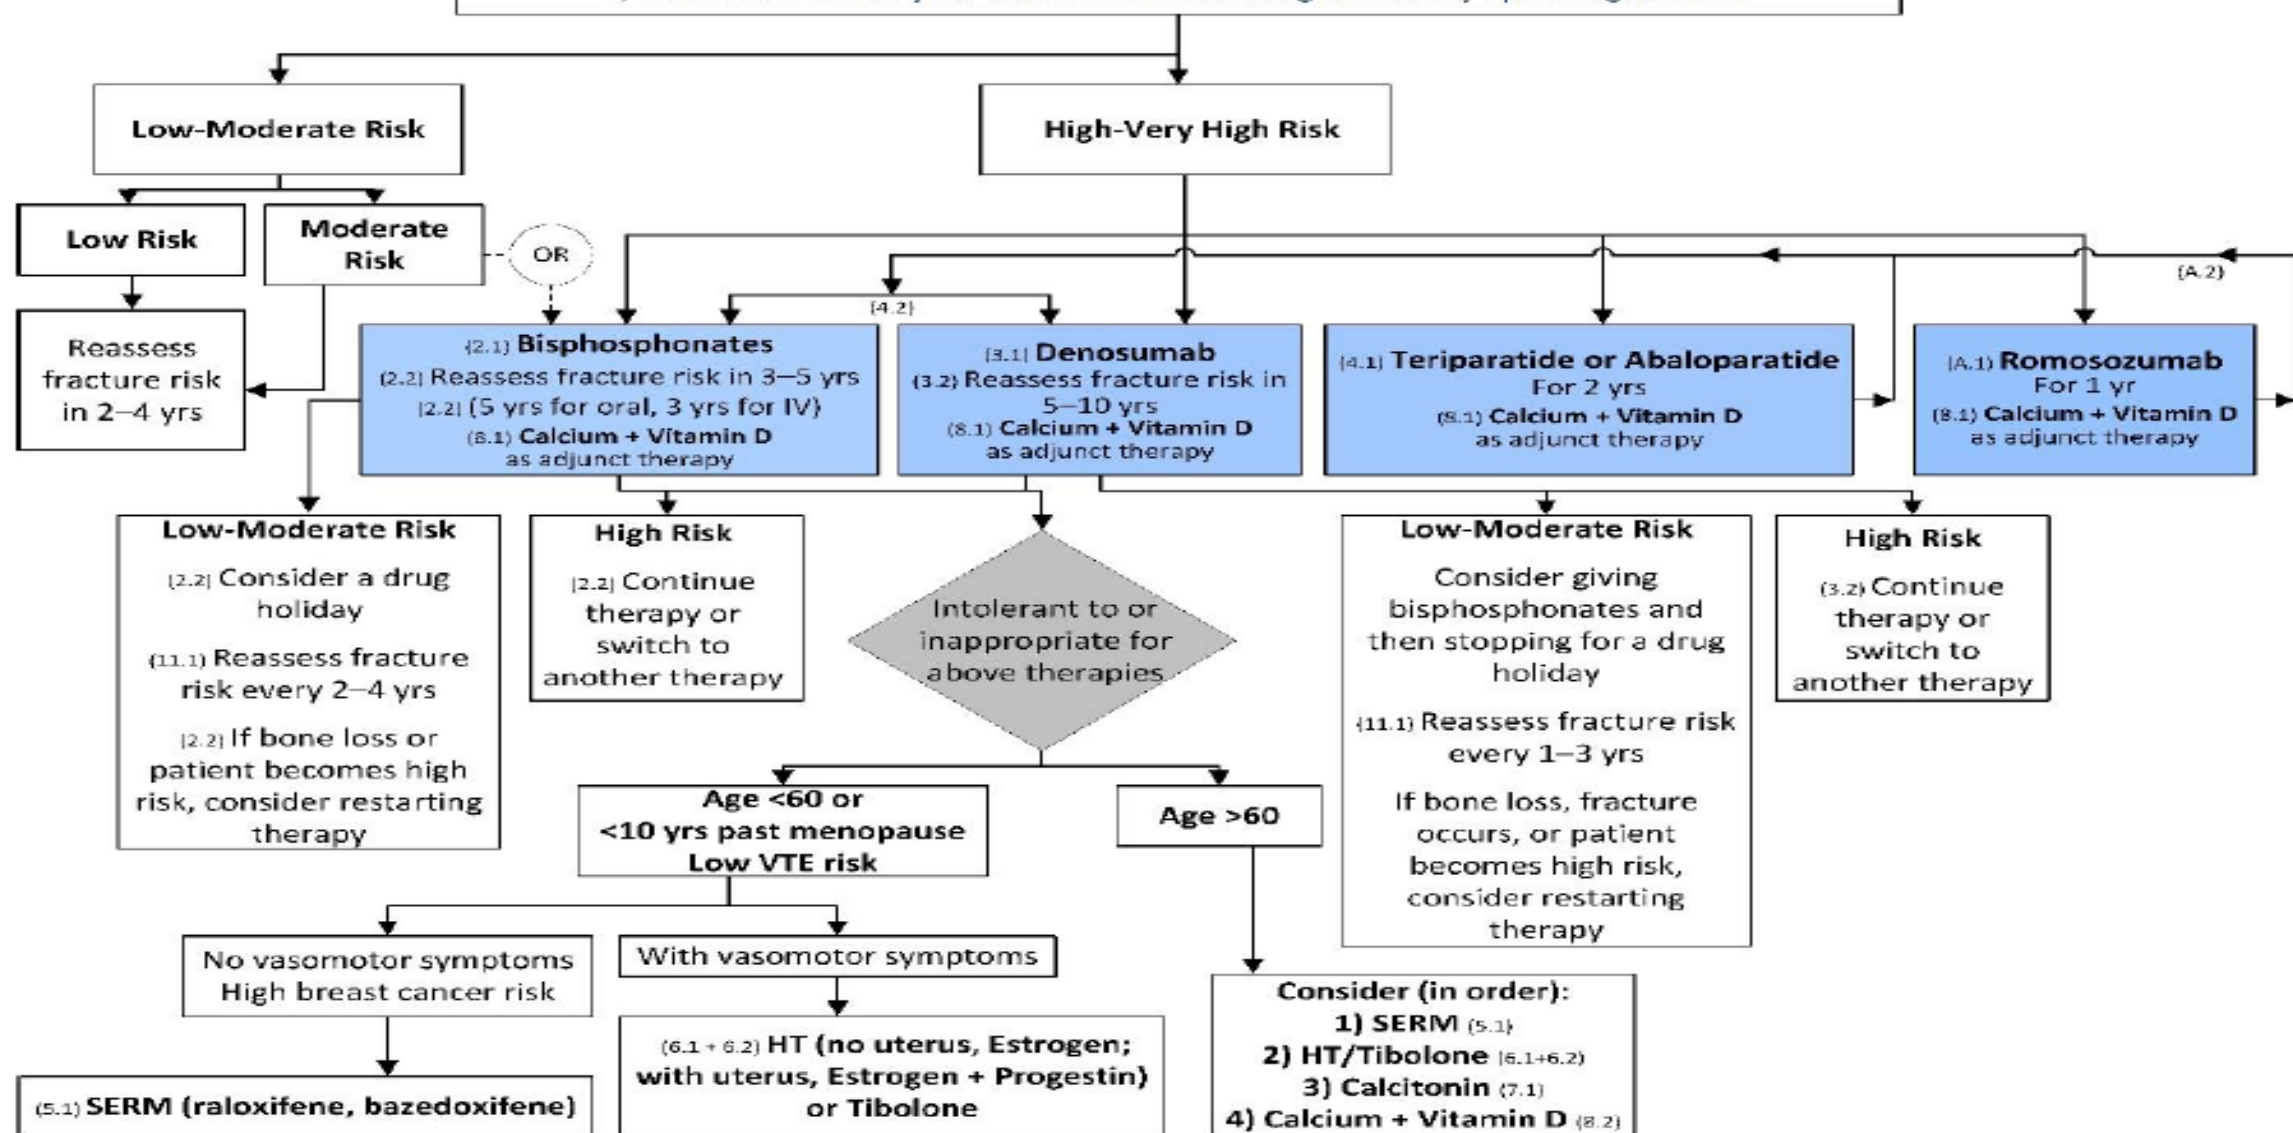 Low-Moderate Risk
High-Very High Risk
Low Risk
Moderate
Risk
OR
{A.2}
{4.2}
Reassess
fracture risk
in 2–4 yrs
{2.1} Bisphosphonates
{2.2} Reassess fracture risk in 3–5 yrs
{2.2} (5 yrs for oral, 3 yrs for IV)
{8.1} Calcium + Vitamin D
as adjunct therapy
{3.1} Denosumab
{3.2} Reassess fracture risk in
5–10 yrs
{8.1} Calcium + Vitamin D
as adjunct therapy
{4.1} Teriparatide or Abaloparatide
For 2 yrs
{8.1} Calcium + Vitamin D
as adjunct therapy
{A.1} Romosozumab
For 1 yr
{8.1} Calcium + Vitamin D
as adjunct therapy
Low-Moderate Risk
{2.2} Consider a drug
holiday
{11.1} Reassess fracture
risk every 2–4 yrs
{2.2} If bone loss or
patient becomes high
risk, consider restarting
therapy
High Risk
{2.2} Continue
therapy or
switch to
another therapy
Intolerant to or
inappropriate for
above therapies
Low-Moderate Risk
Consider giving
bisphosphonates and
then stopping for a drug
holiday
{11.1} Reassess fracture risk
every 1–3 yrs
If bone loss, fracture
occurs, or patient
becomes high risk,
consider restarting
therapy
High Risk
{3.2} Continue
therapy or
switch to
another therapy
Age <60 or
<10 yrs past menopause
Low VTE risk
Age >60
No vasomotor symptoms
High breast cancer risk
With vasomotor symptoms
{5.1} SERM (raloxifene, bazedoxifene)
{6.1 + 6.2} HT (no uterus, Estrogen;
with uterus, Estrogen + Progestin)
or Tibolone
Consider (in order):
1) SERM {5.1}
2) HT/Tibolone {6.1+6.2}
3) Calcitonin {7.1}
4) Calcium + Vitamin D {8.2}